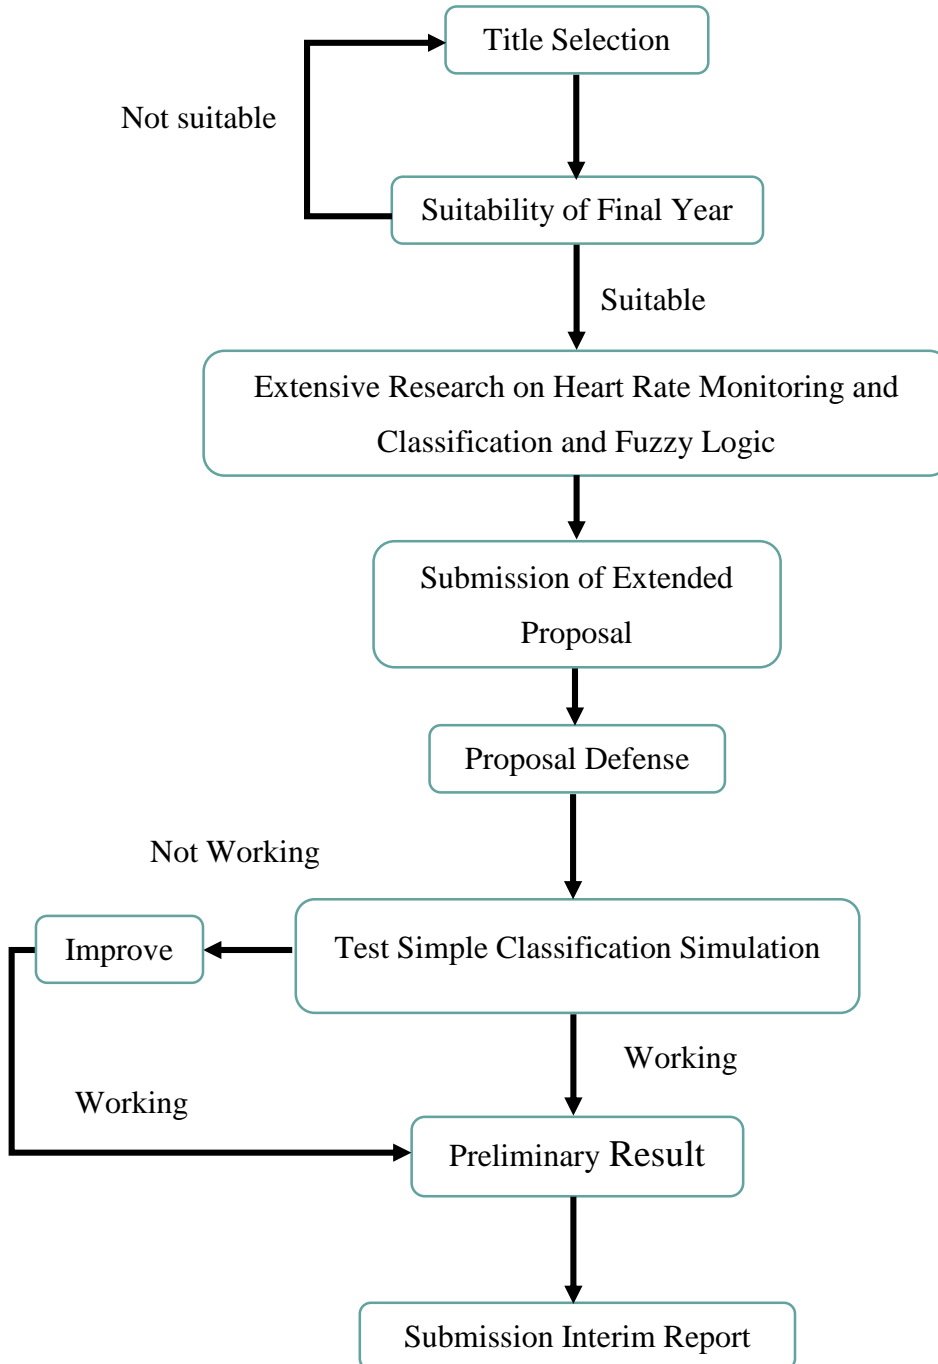 Title Selection
Not suitable
Suitability of Final Year
Suitable
Extensive Research on Heart Rate Monitoring and
Classification and Fuzzy Logic
Submission of Extended
Proposal
Proposal Defense
Not Working
Improve
Test Simple Classification Simulation
Working
Working
Preliminary Result
Submission Interim Report